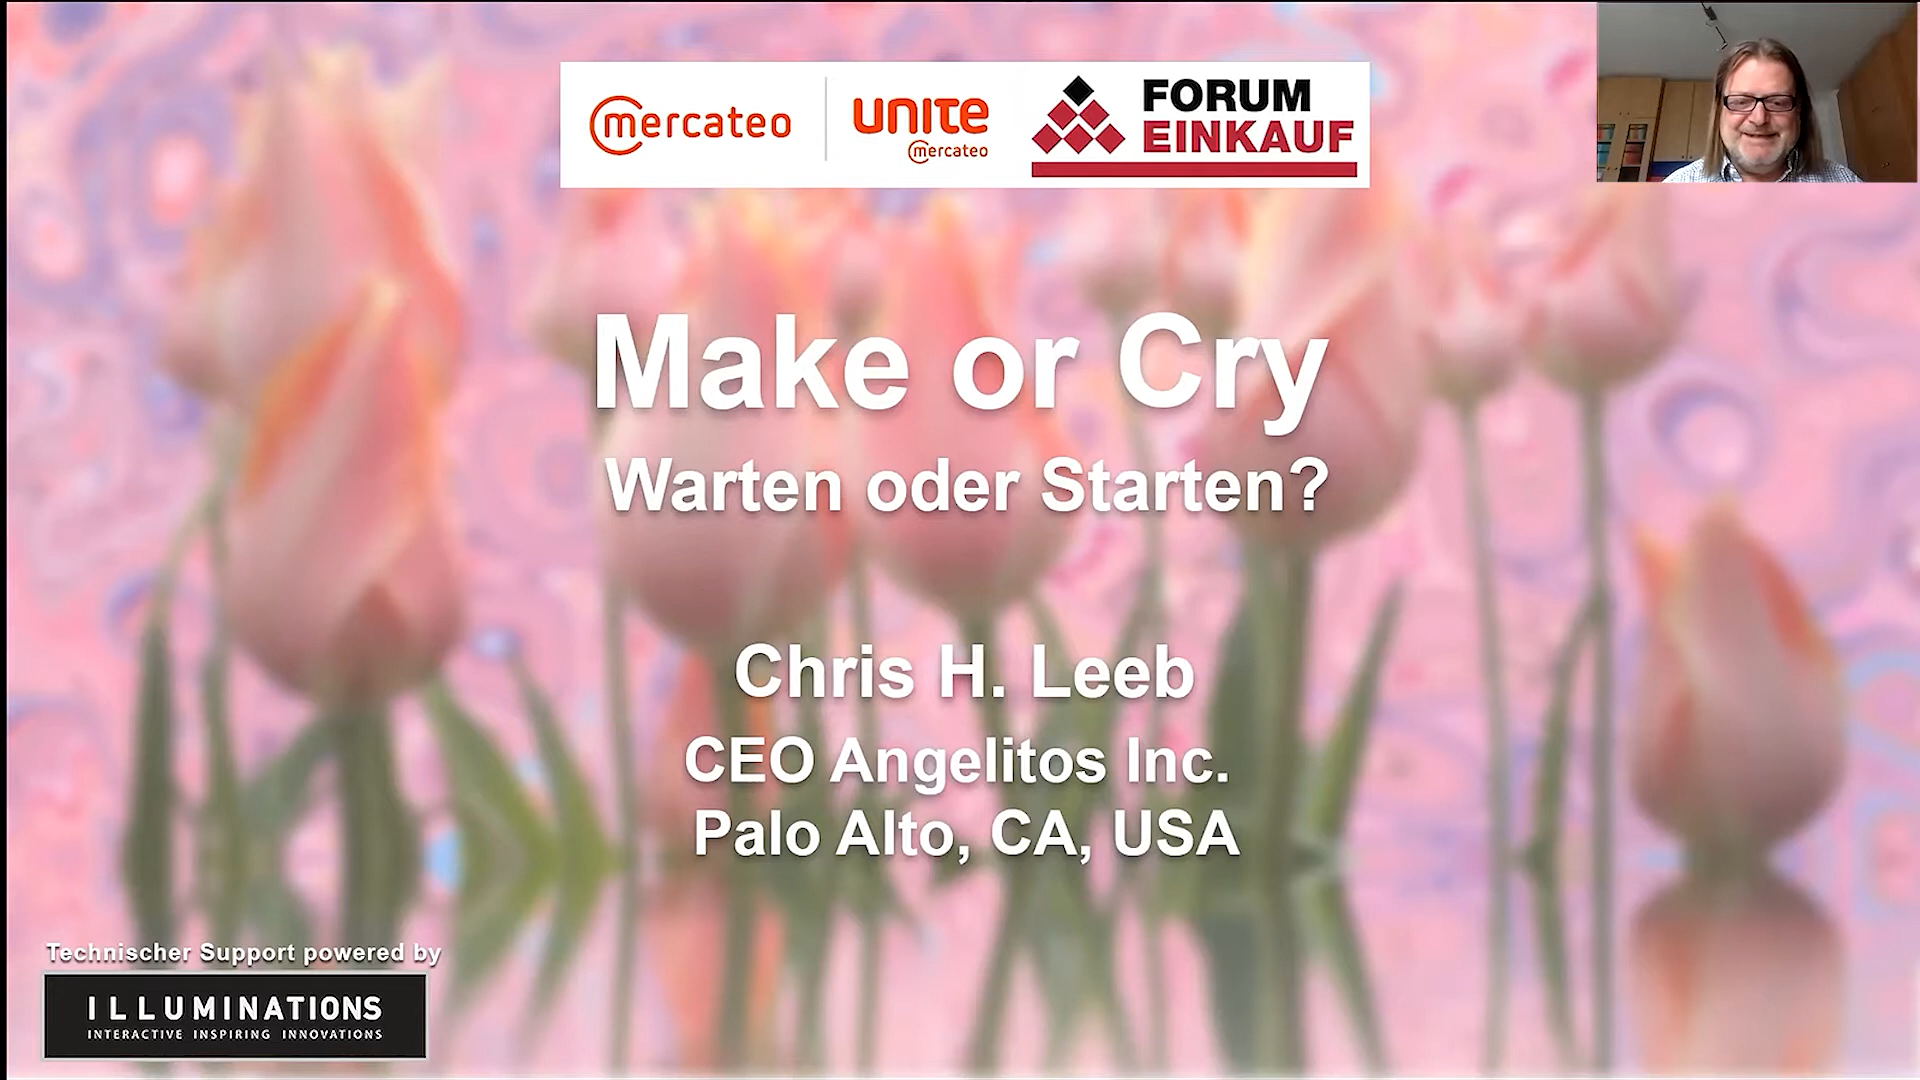 mercateo
UNITE
mercateo
FORUM
EINKAUF
Make or Cry
Warten oder Starten?
Chris H. Leeb
CEO Angelitos Inc.
Palo Alto, CA, USA
Technischer Support powered by
ILLUMINATIONS
INTERACTIVE INSPIRING INNOVATIONS